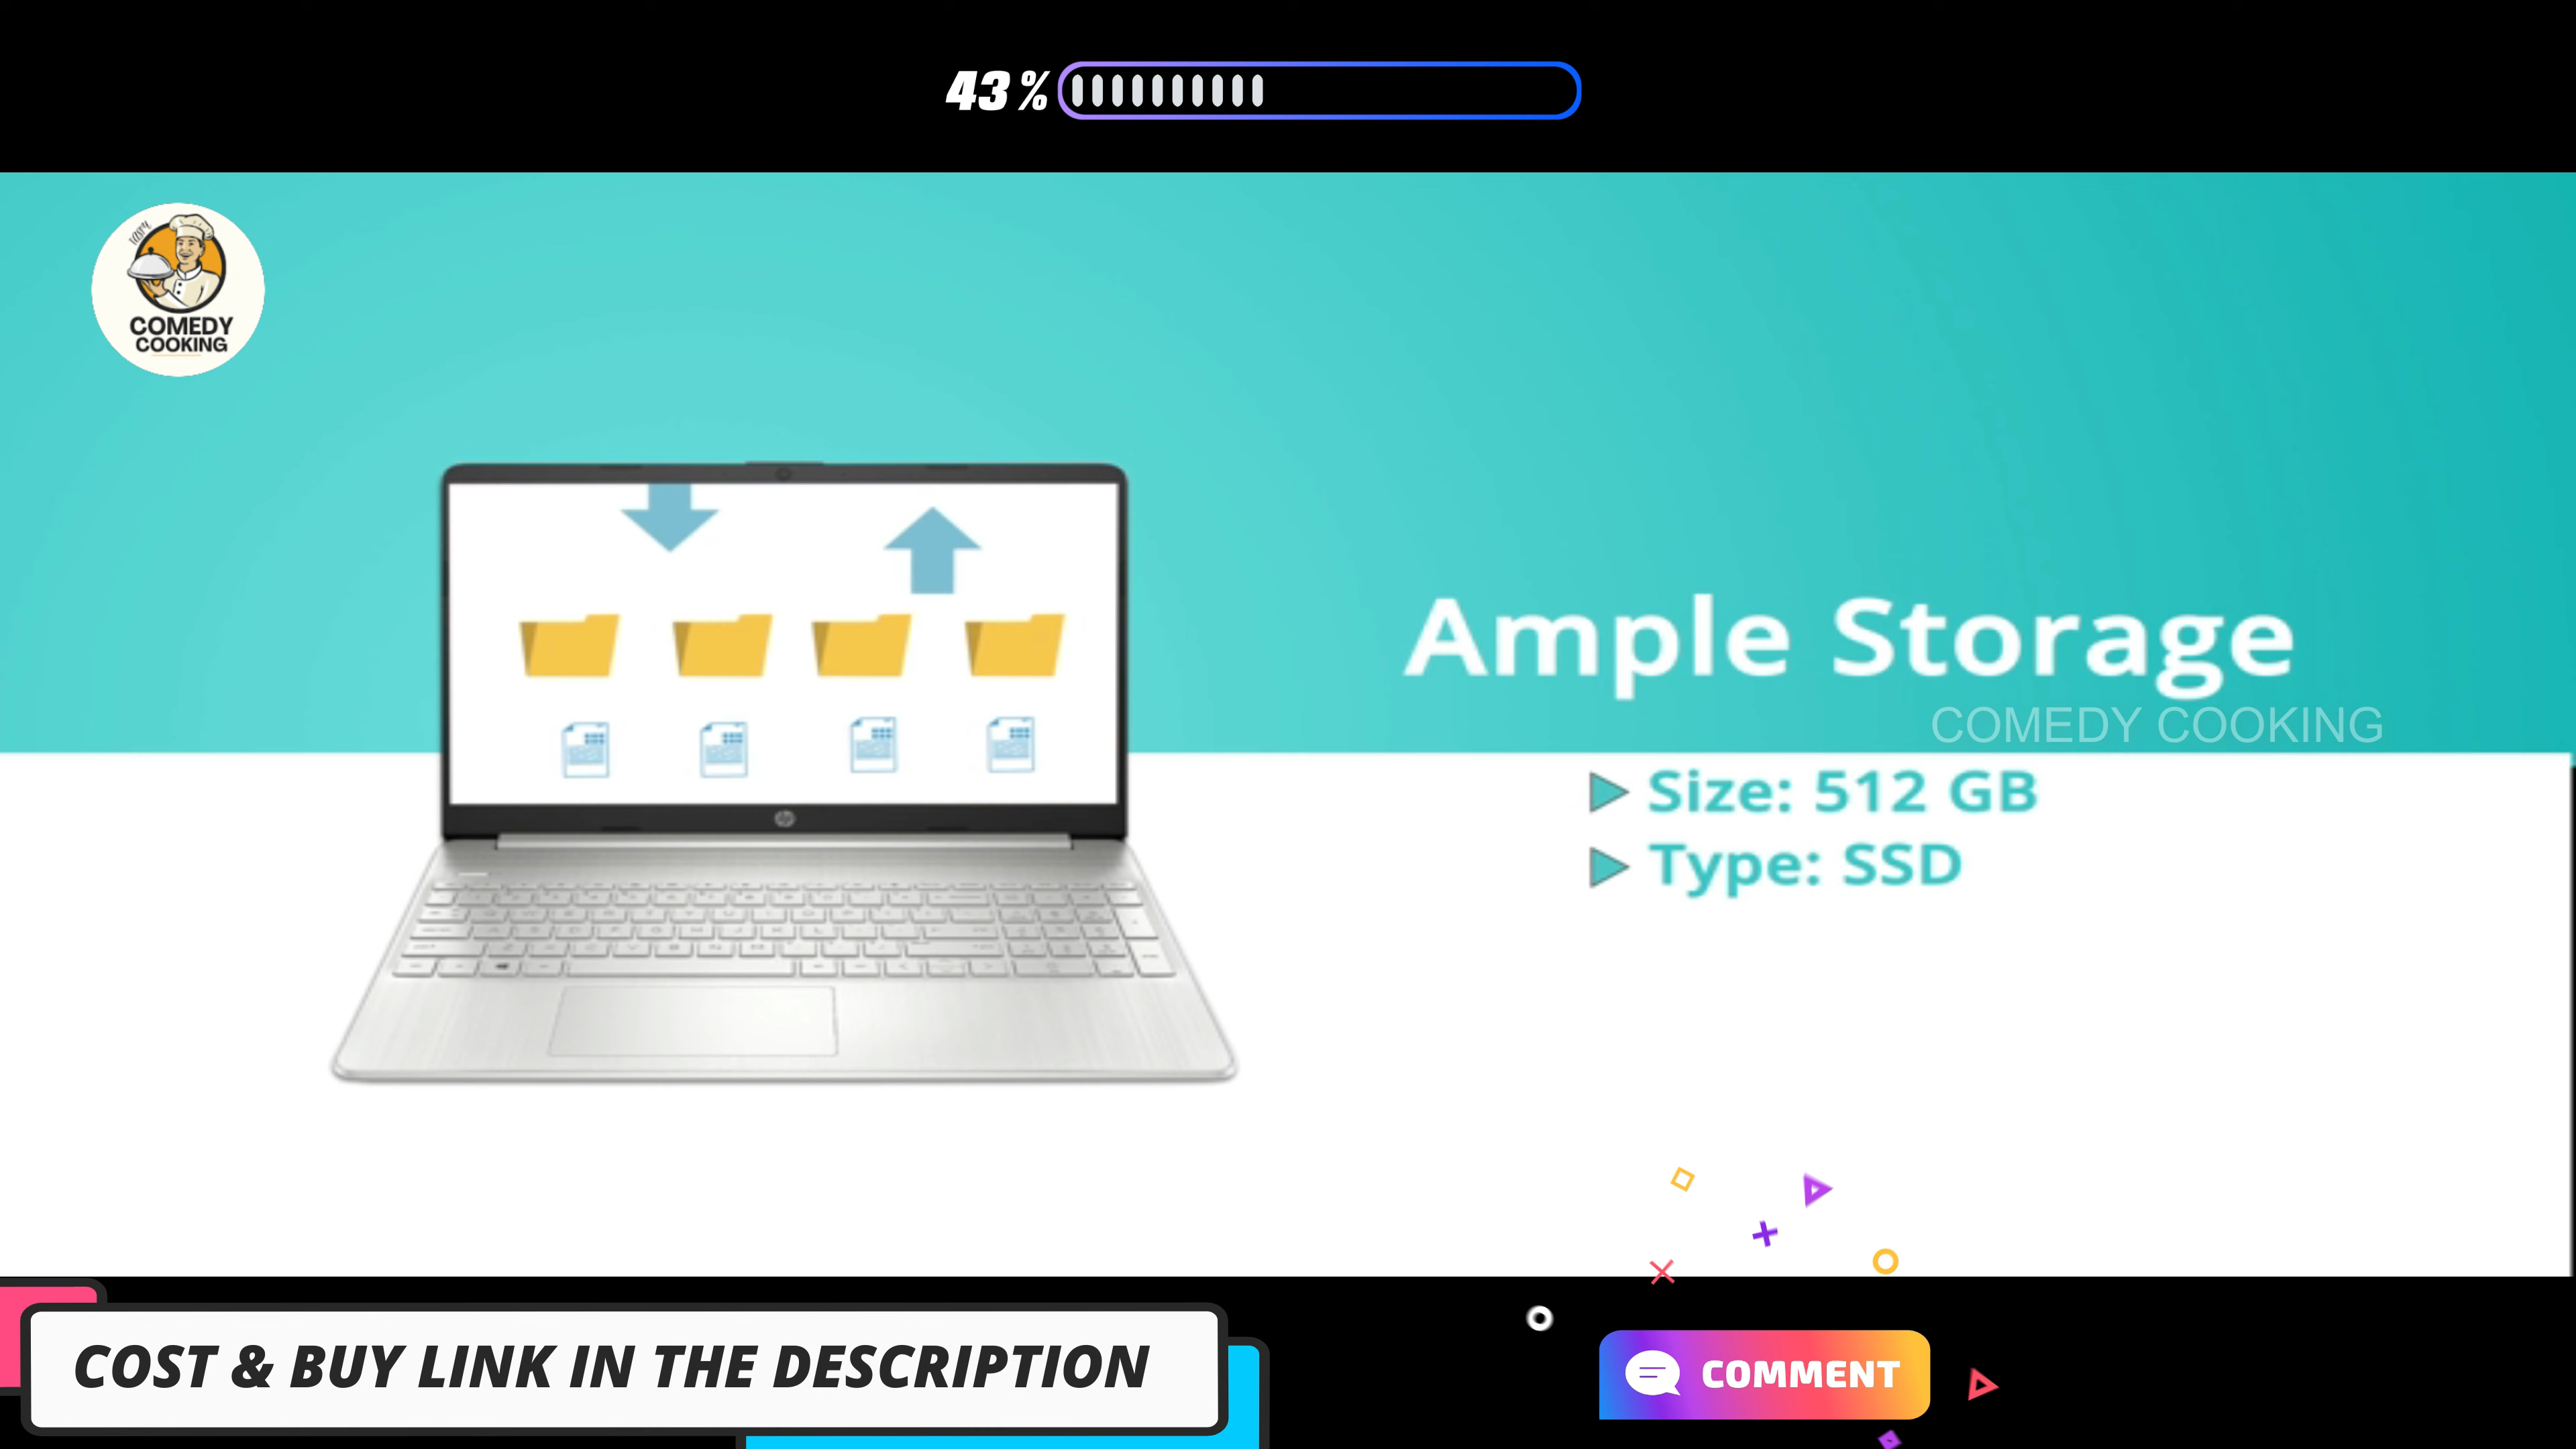 43%
TASTY
COMEDY
COOKING
Ample Storage
COMEDY COOKING
Size: 512 GB
Type: SSD
COST & BUY LINK IN THE DESCRIPTION
COMMENT